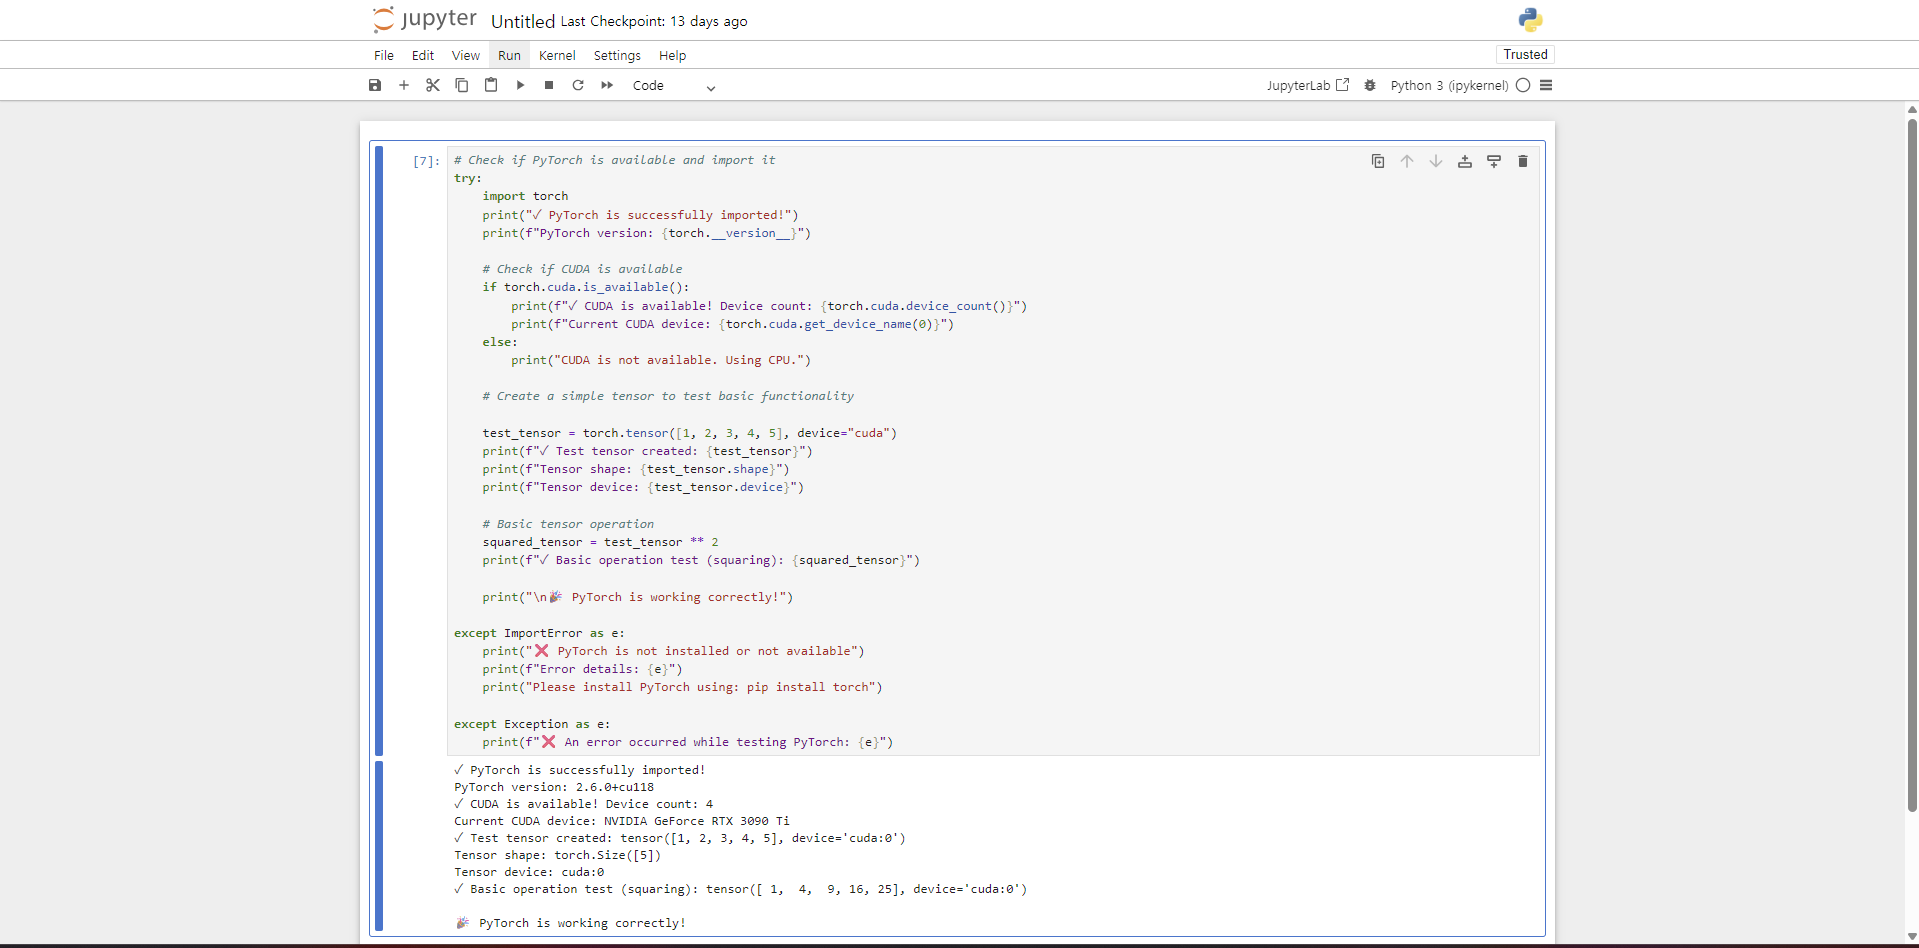 jupyter Untitled Last Checkpoint: 13 days ago
File Edit View Run Kernel Settings Help Trusted
Code JupyterLab Python 3 (ipykernel)
[7]: # Check if PyTorch is available and import it
try:
    import torch
    print("✓ PyTorch is successfully imported!")
    print(f"PyTorch version: {torch.__version__}")

    # Check if CUDA is available
    if torch.cuda.is_available():
        print(f"✓ CUDA is available! Device count: {torch.cuda.device_count()}")
        print(f"Current CUDA device: {torch.cuda.get_device_name(0)}")
    else:
        print("CUDA is not available. Using CPU.")

    # Create a simple tensor to test basic functionality

    test_tensor = torch.tensor([1, 2, 3, 4, 5], device="cuda")
    print(f"✓ Test tensor created: {test_tensor}")
    print(f"Tensor shape: {test_tensor.shape}")
    print(f"Tensor device: {test_tensor.device}")

    # Basic tensor operation
    squared_tensor = test_tensor ** 2
    print(f"✓ Basic operation test (squaring): {squared_tensor}")

    print("\n🎉 PyTorch is working correctly!")

except ImportError as e:
    print("❌ PyTorch is not installed or not available")
    print(f"Error details: {e}")
    print("Please install PyTorch using: pip install torch")

except Exception as e:
    print(f"❌ An error occurred while testing PyTorch: {e}")
✓ PyTorch is successfully imported!
PyTorch version: 2.6.0+cu118
✓ CUDA is available! Device count: 4
Current CUDA device: NVIDIA GeForce RTX 3090 Ti
✓ Test tensor created: tensor([1, 2, 3, 4, 5], device='cuda:0')
Tensor shape: torch.Size([5])
Tensor device: cuda:0
✓ Basic operation test (squaring): tensor([ 1,  4,  9, 16, 25], device='cuda:0')

🎉 PyTorch is working correctly!